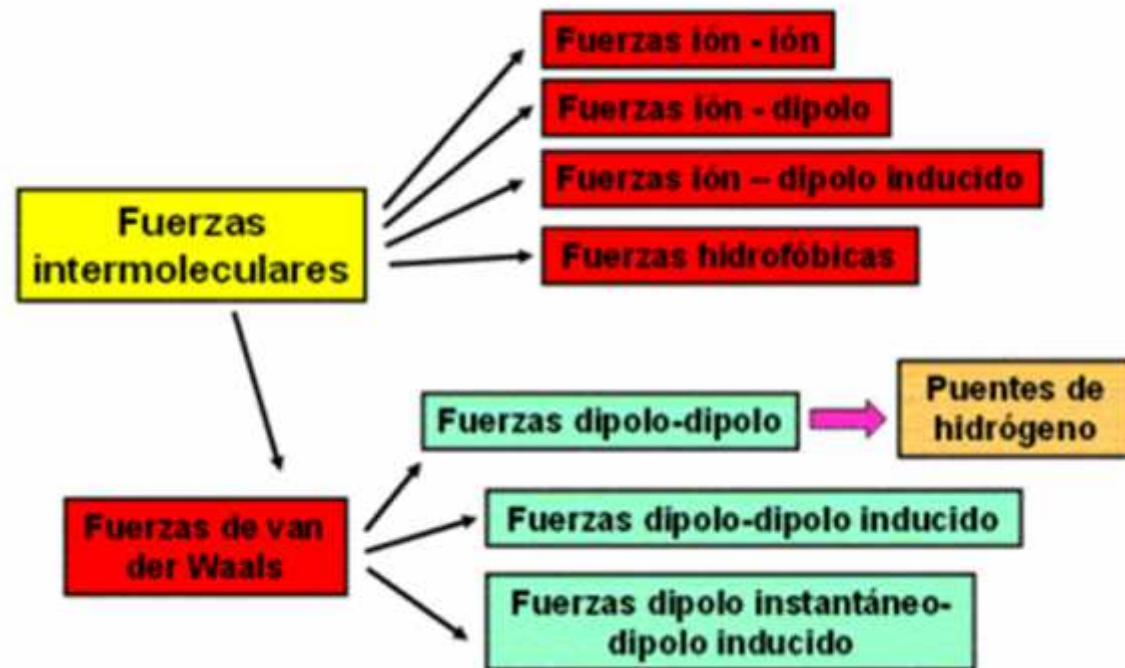 Fuerzas ión - ión
Fuerzas ión - dipolo
Fuerzas ión – dipolo inducido
Fuerzas
intermoleculares
Fuerzas hidrofóbicas
Puentes de
hidrógeno
Fuerzas dipolo-dipolo
Fuerzas de van
der Waals
Fuerzas dipolo-dipolo inducido
Fuerzas dipolo instantáneo-
dipolo inducido